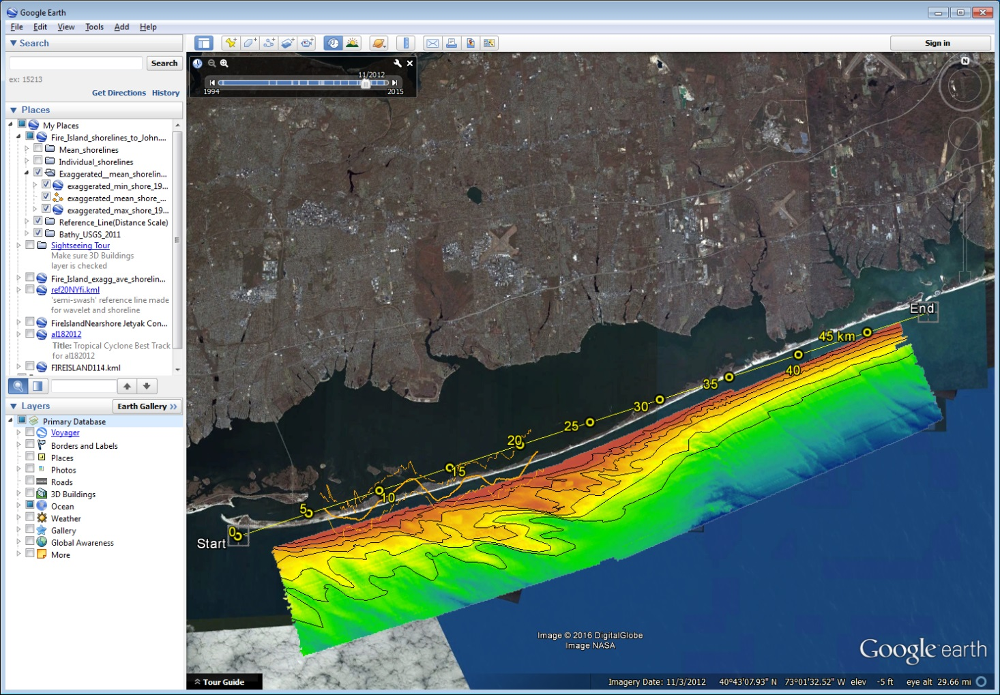 Google Earth
File Edit View Tools Add Help
Search
Search
ex: 15213
Get Directions History
Places
My Places
Fire_Island_shorelines_to_John....
Mean_shorelines
Individual_shorelines
Exaggerated__mean_shorelin...
exaggerated_min_shore_19...
exaggerated_mean_shore_...
exaggerated_max_shore_19...
Reference_Line(Distance Scale)
Bathy_USGS_2011
Sightseeing Tour
Make sure 3D Buildings
layer is checked
Fire_Island_exagg_ave_shorelin...
ref20NYfi.kml
'semi-swash' reference line made
for wavelet and shoreline
FireIslandNearshore Jetyak Con...
al182012
Title: Tropical Cyclone Best Track
for al182012
FIREISLAND114.kml
Layers
Earth Gallery >>
Primary Database
Voyager
Borders and Labels
Places
Photos
Roads
3D Buildings
Ocean
Weather
Gallery
Global Awareness
More
Sign in
11/2012
1994
2015
N
End
45 km
40
35
30
25
20
15
10
5
0
Start
Image © 2016 DigitalGlobe
Image NASA
Google earth
Tour Guide
Imagery Date: 11/3/2012 40°43'07.93" N 73°01'32.52" W elev -5 ft eye alt 29.66 mi